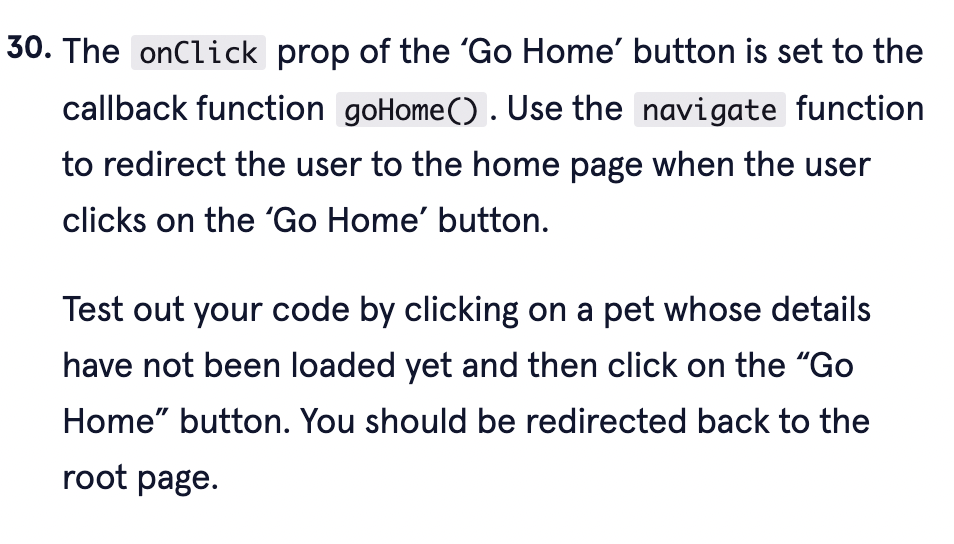 30. The onClick prop of the ‘Go Home’ button is set to the
callback function goHome(). Use the navigate function
to redirect the user to the home page when the user
clicks on the ‘Go Home’ button.
Test out your code by clicking on a pet whose details
have not been loaded yet and then click on the “Go
Home” button. You should be redirected back to the
root page.